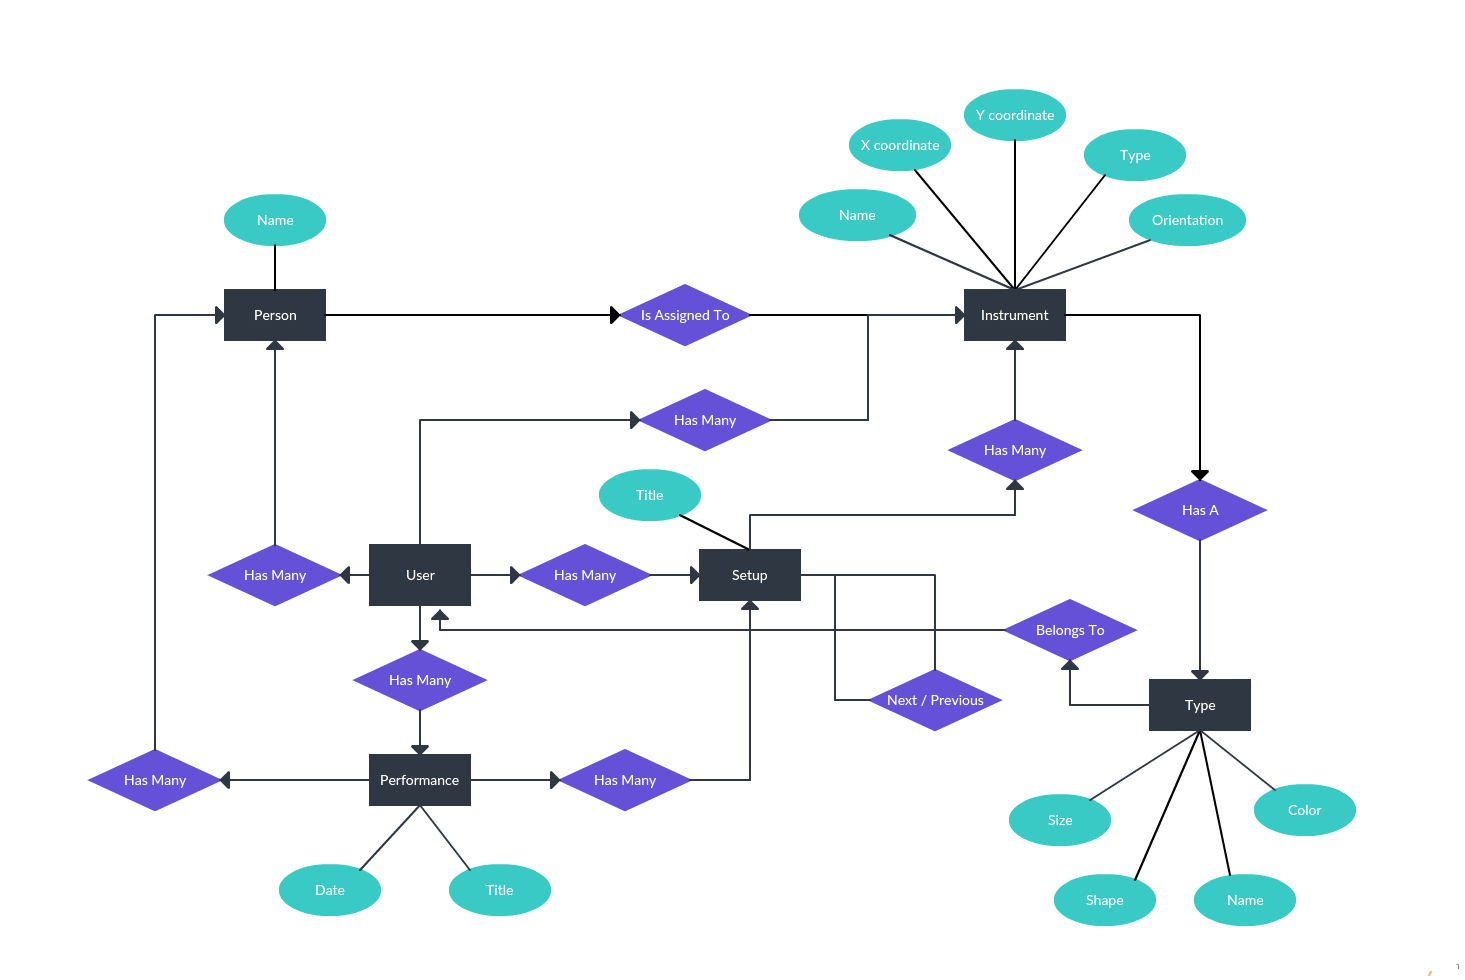 Y coordinate
X coordinate
Type
Name
Name
Orientation
Person
Is Assigned To
Instrument
Has Many
Has Many
Title
Has A
Has Many
User
Has Many
Setup
Belongs To
Has Many
Next / Previous
Type
Has Many
Performance
Has Many
Size
Color
Date
Title
Shape
Name